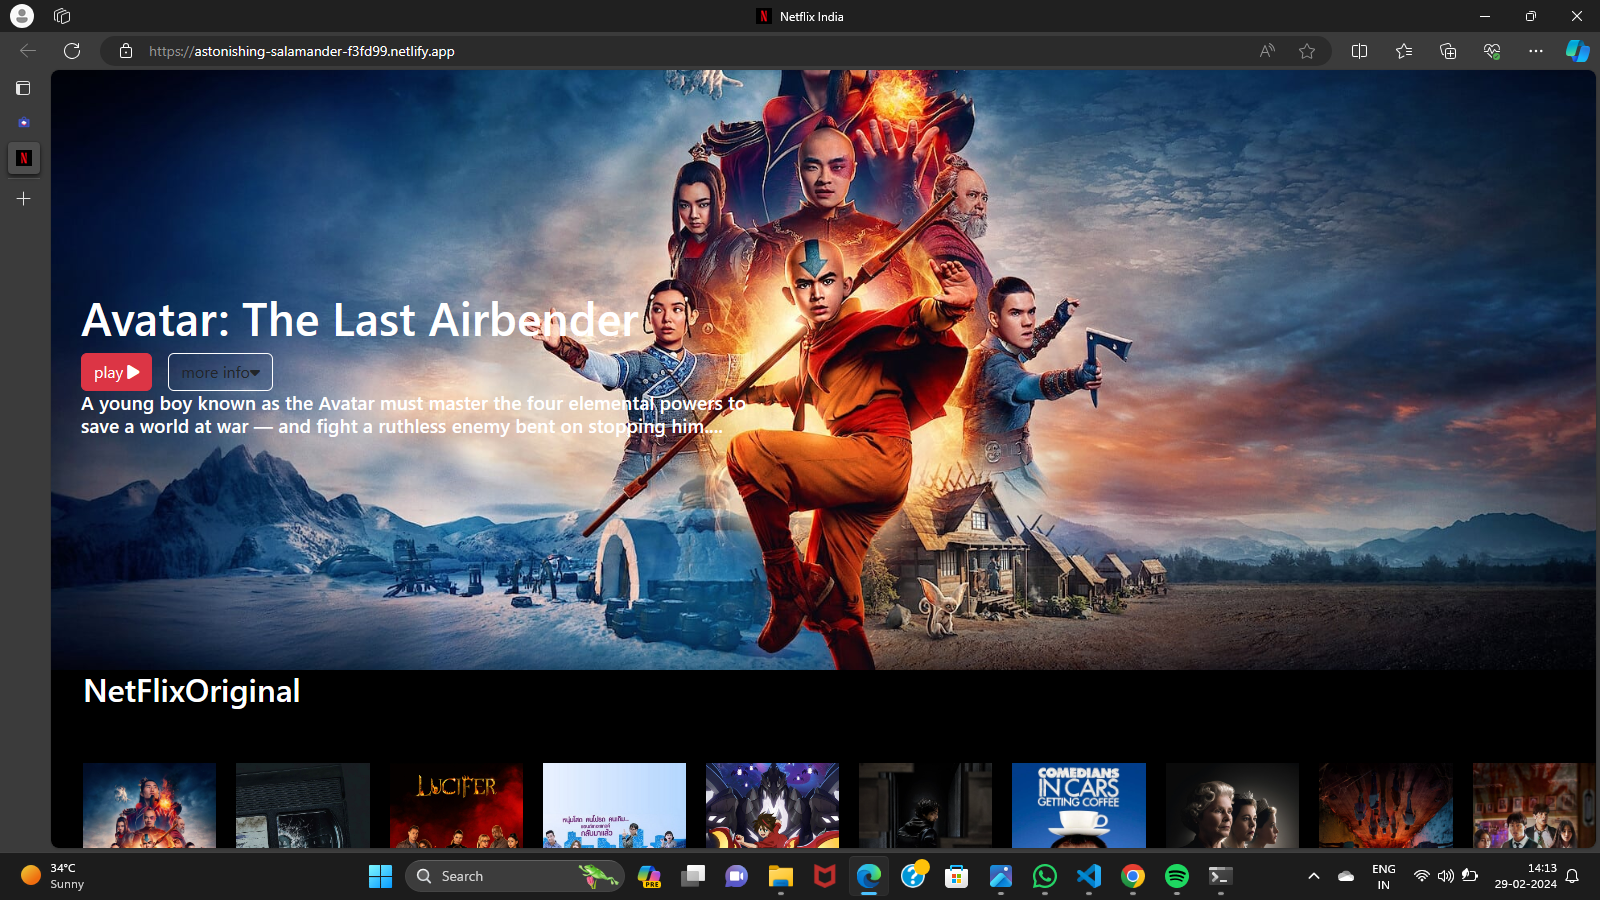 Netflix India
https://astonishing-salamander-f3fd99.netlify.app
Avatar: The Last Airbender
play
more info
A young boy known as the Avatar must master the four elemental powers to
save a world at war — and fight a ruthless enemy bent on stopping him....
NetFlixOriginal
LUCIFER
COMEDIANS
IN CARS
GETTING COFFEE
34°C
Sunny
Search
PRE
ENG
IN
14:13
29-02-2024